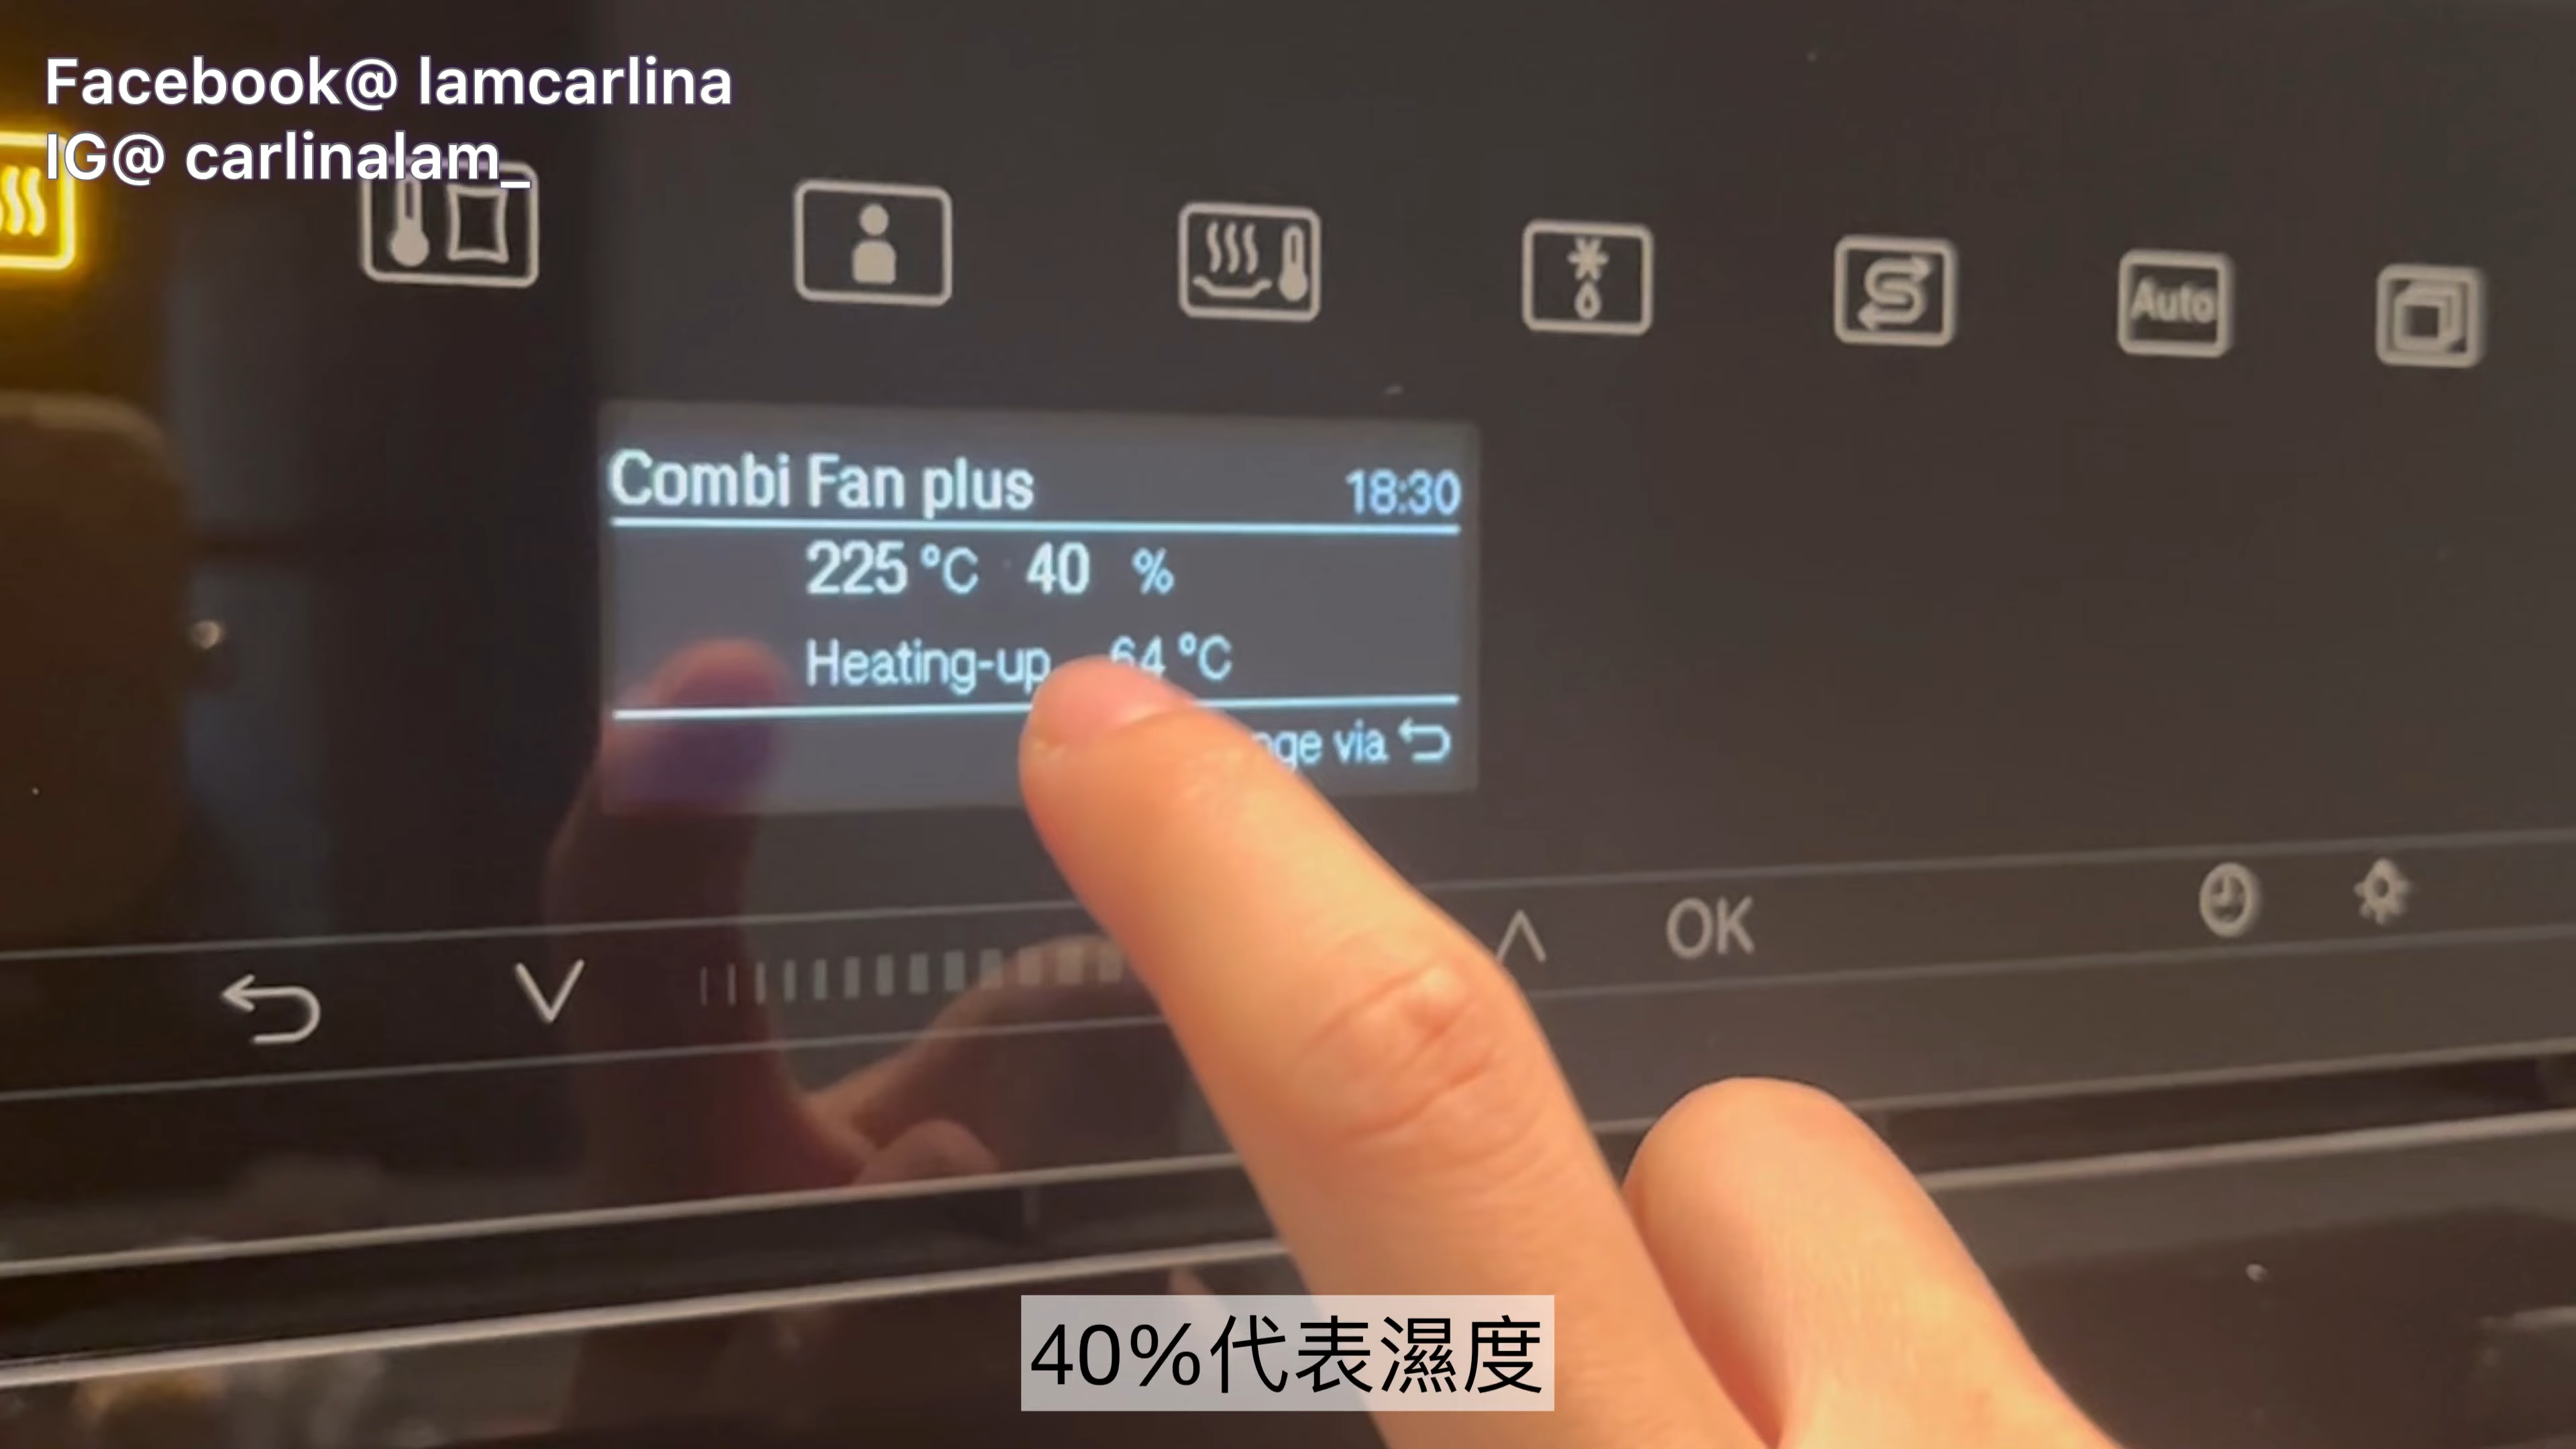 Facebook@ lamcarlina
IG@ carlinalam_
Auto
Combi Fan plus 18:30
225 °C 40 %
Heating-up 64 °C
via
OK
40%代表濕度